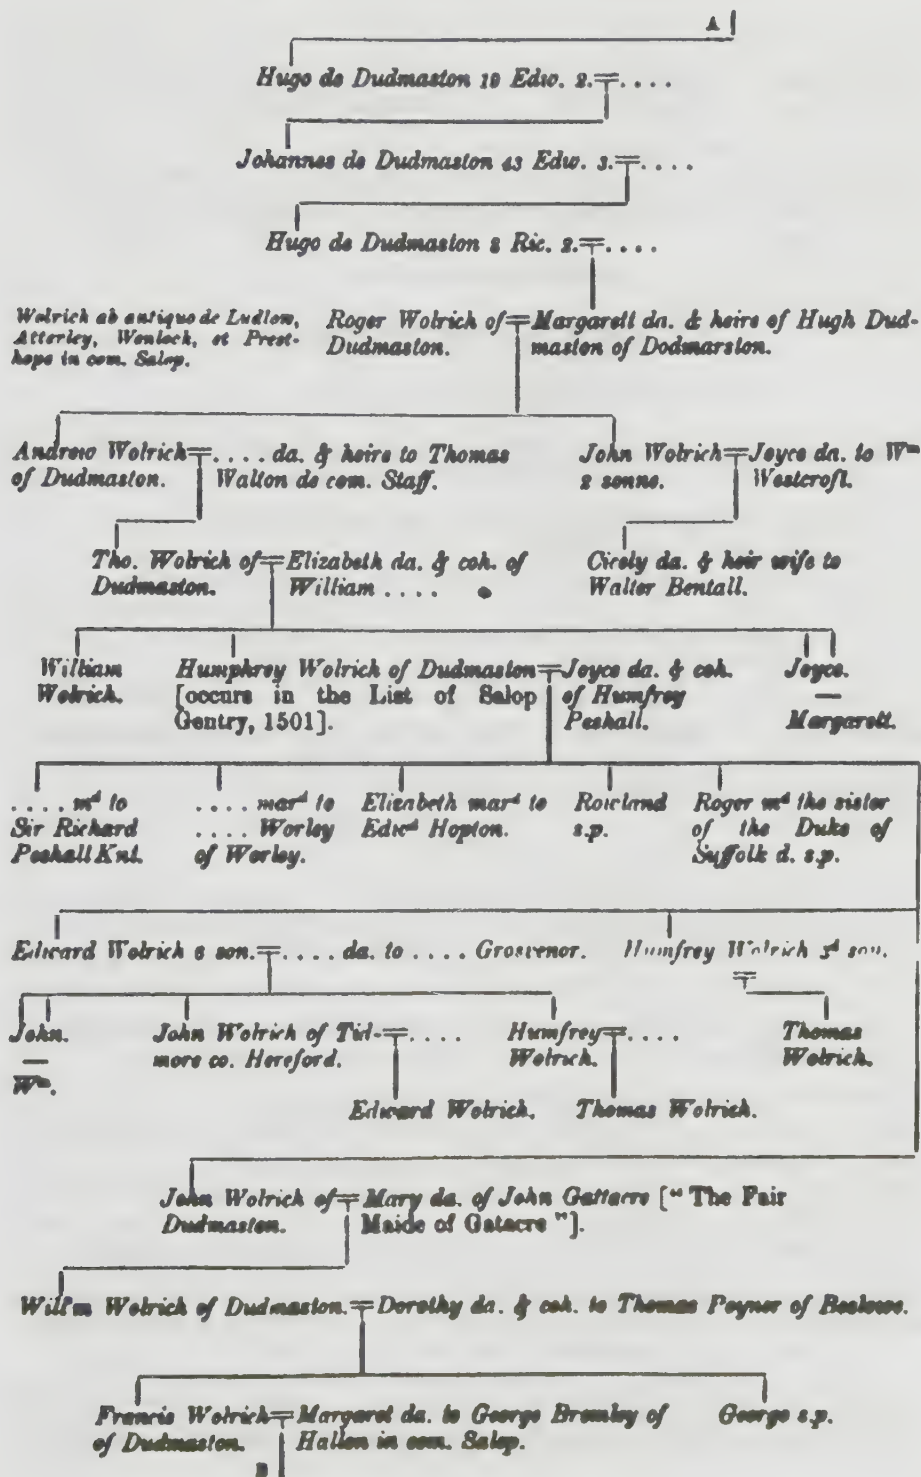 A
Hugo de Dudmaston 19 Edw. 2. = . . . .
Johannes de Dudmaston 43 Edw. 3. = . . . .
Hugo de Dudmaston 2 Ric. 2. = . . . .
Wolrich ab antiquo de Ludlow,
Atterley, Wenlock, et Prest-
hope in com. Salop.
Roger Wolrich of =
Dudmaston.
Margarett da. & heire of Hugh Dud-
maston of Dodmarston.
Andrew Wolrich =
of Dudmaston.
. . . . da. & heire to Thomas
Walton de com. Staff.
John Wolrich =
2 sonne.
Joyce da. to Wm
Westcroft.
Tho. Wolrich of =
Dudmaston.
Elizabeth da. & coh. of
William . . . .
Cicely da. & heir wife to
Walter Bentall.
William
Wolrich.
Humphrey Wolrich of Dudmaston =
[occurs in the List of Salop
Gentry, 1501].
Joyce da. & coh.
of Humfrey
Peshall.
Joyce.
—
Margarett.
. . . . md to
Sir Richard
Peshall Knt.
. . . . mard to
. . . . Worley
of Worley.
Elizabeth mard to
Edwd Hopton.
Rowland
s.p.
Roger md the sister
of the Duke of
Suffolk d. s.p.
Edward Wolrich 6 son. = . . . . da. to . . . . Grosvenor.
Humfrey Wolrich 3d son.
=
John.
—
Wm.
John Wolrich of Tid- = . . . .
more co. Hereford.
Humfrey = . . . .
Wolrich.
Thomas
Wolrich.
Edward Wolrich.
Thomas Wolrich.
John Wolrich of =
Dudmaston.
Mary da. of John Gattacre ["The Fair
Maide of Gatacre"].
Will'm Wolrich of Dudmaston. = Dorothy da. & coh. to Thomas Poyner of Beslowe.
Francis Wolrich =
of Dudmaston.
Margaret da. to George Bromley of
Hallon in com. Salop.
George s.p.
B